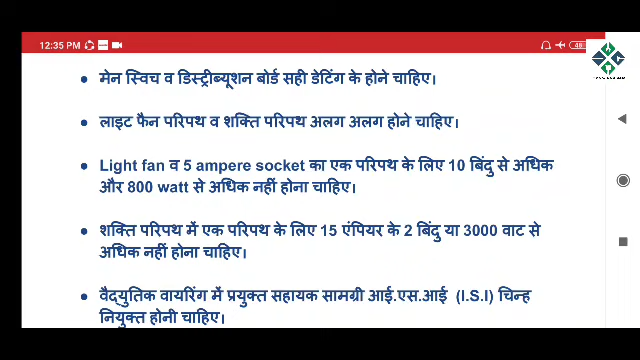 12:35 PM
48
मेन स्विच व डिस्ट्रीब्यूशन बोर्ड सही डेटिंग के होने चाहिए।
लाइट फैन परिपथ व शक्ति परिपथ अलग अलग होने चाहिए।
Light fan व 5 ampere socket का एक परिपथ के लिए 10 बिंदु से अधिक
और 800 watt से अधिक नहीं होना चाहिए।
शक्ति परिपथ में एक परिपथ के लिए 15 एंपियर के 2 बिंदु या 3000 वाट से
अधिक नहीं होना चाहिए।
वैद्युतिक वायरिंग में प्रयुक्त सहायक सामग्री आई.एस.आई (I.S.I) चिन्ह
नियुक्त होनी चाहिए।